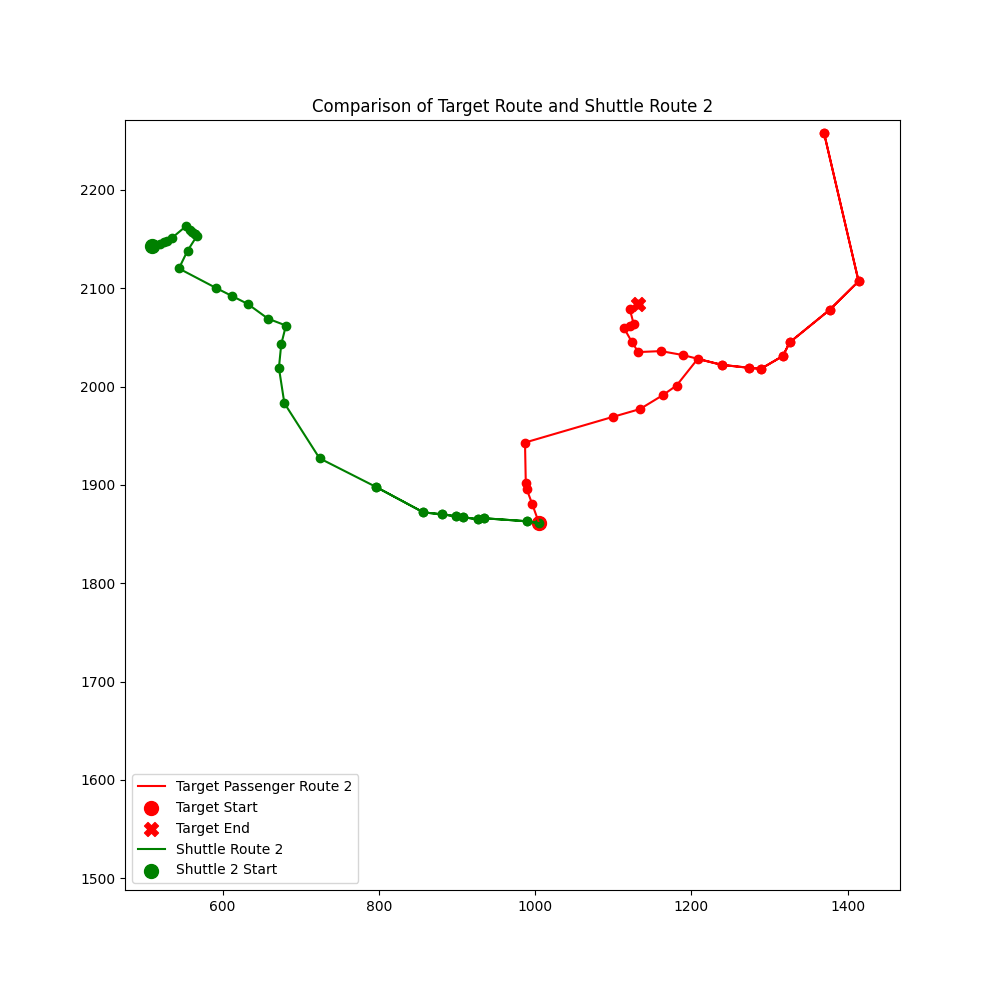 Comparison of Target Route and Shuttle Route 2
2200
2100
2000
1900
1800
1700
1600
1500
600
800
1000
1200
1400
Target Passenger Route 2
Target Start
Target End
Shuttle Route 2
Shuttle 2 Start